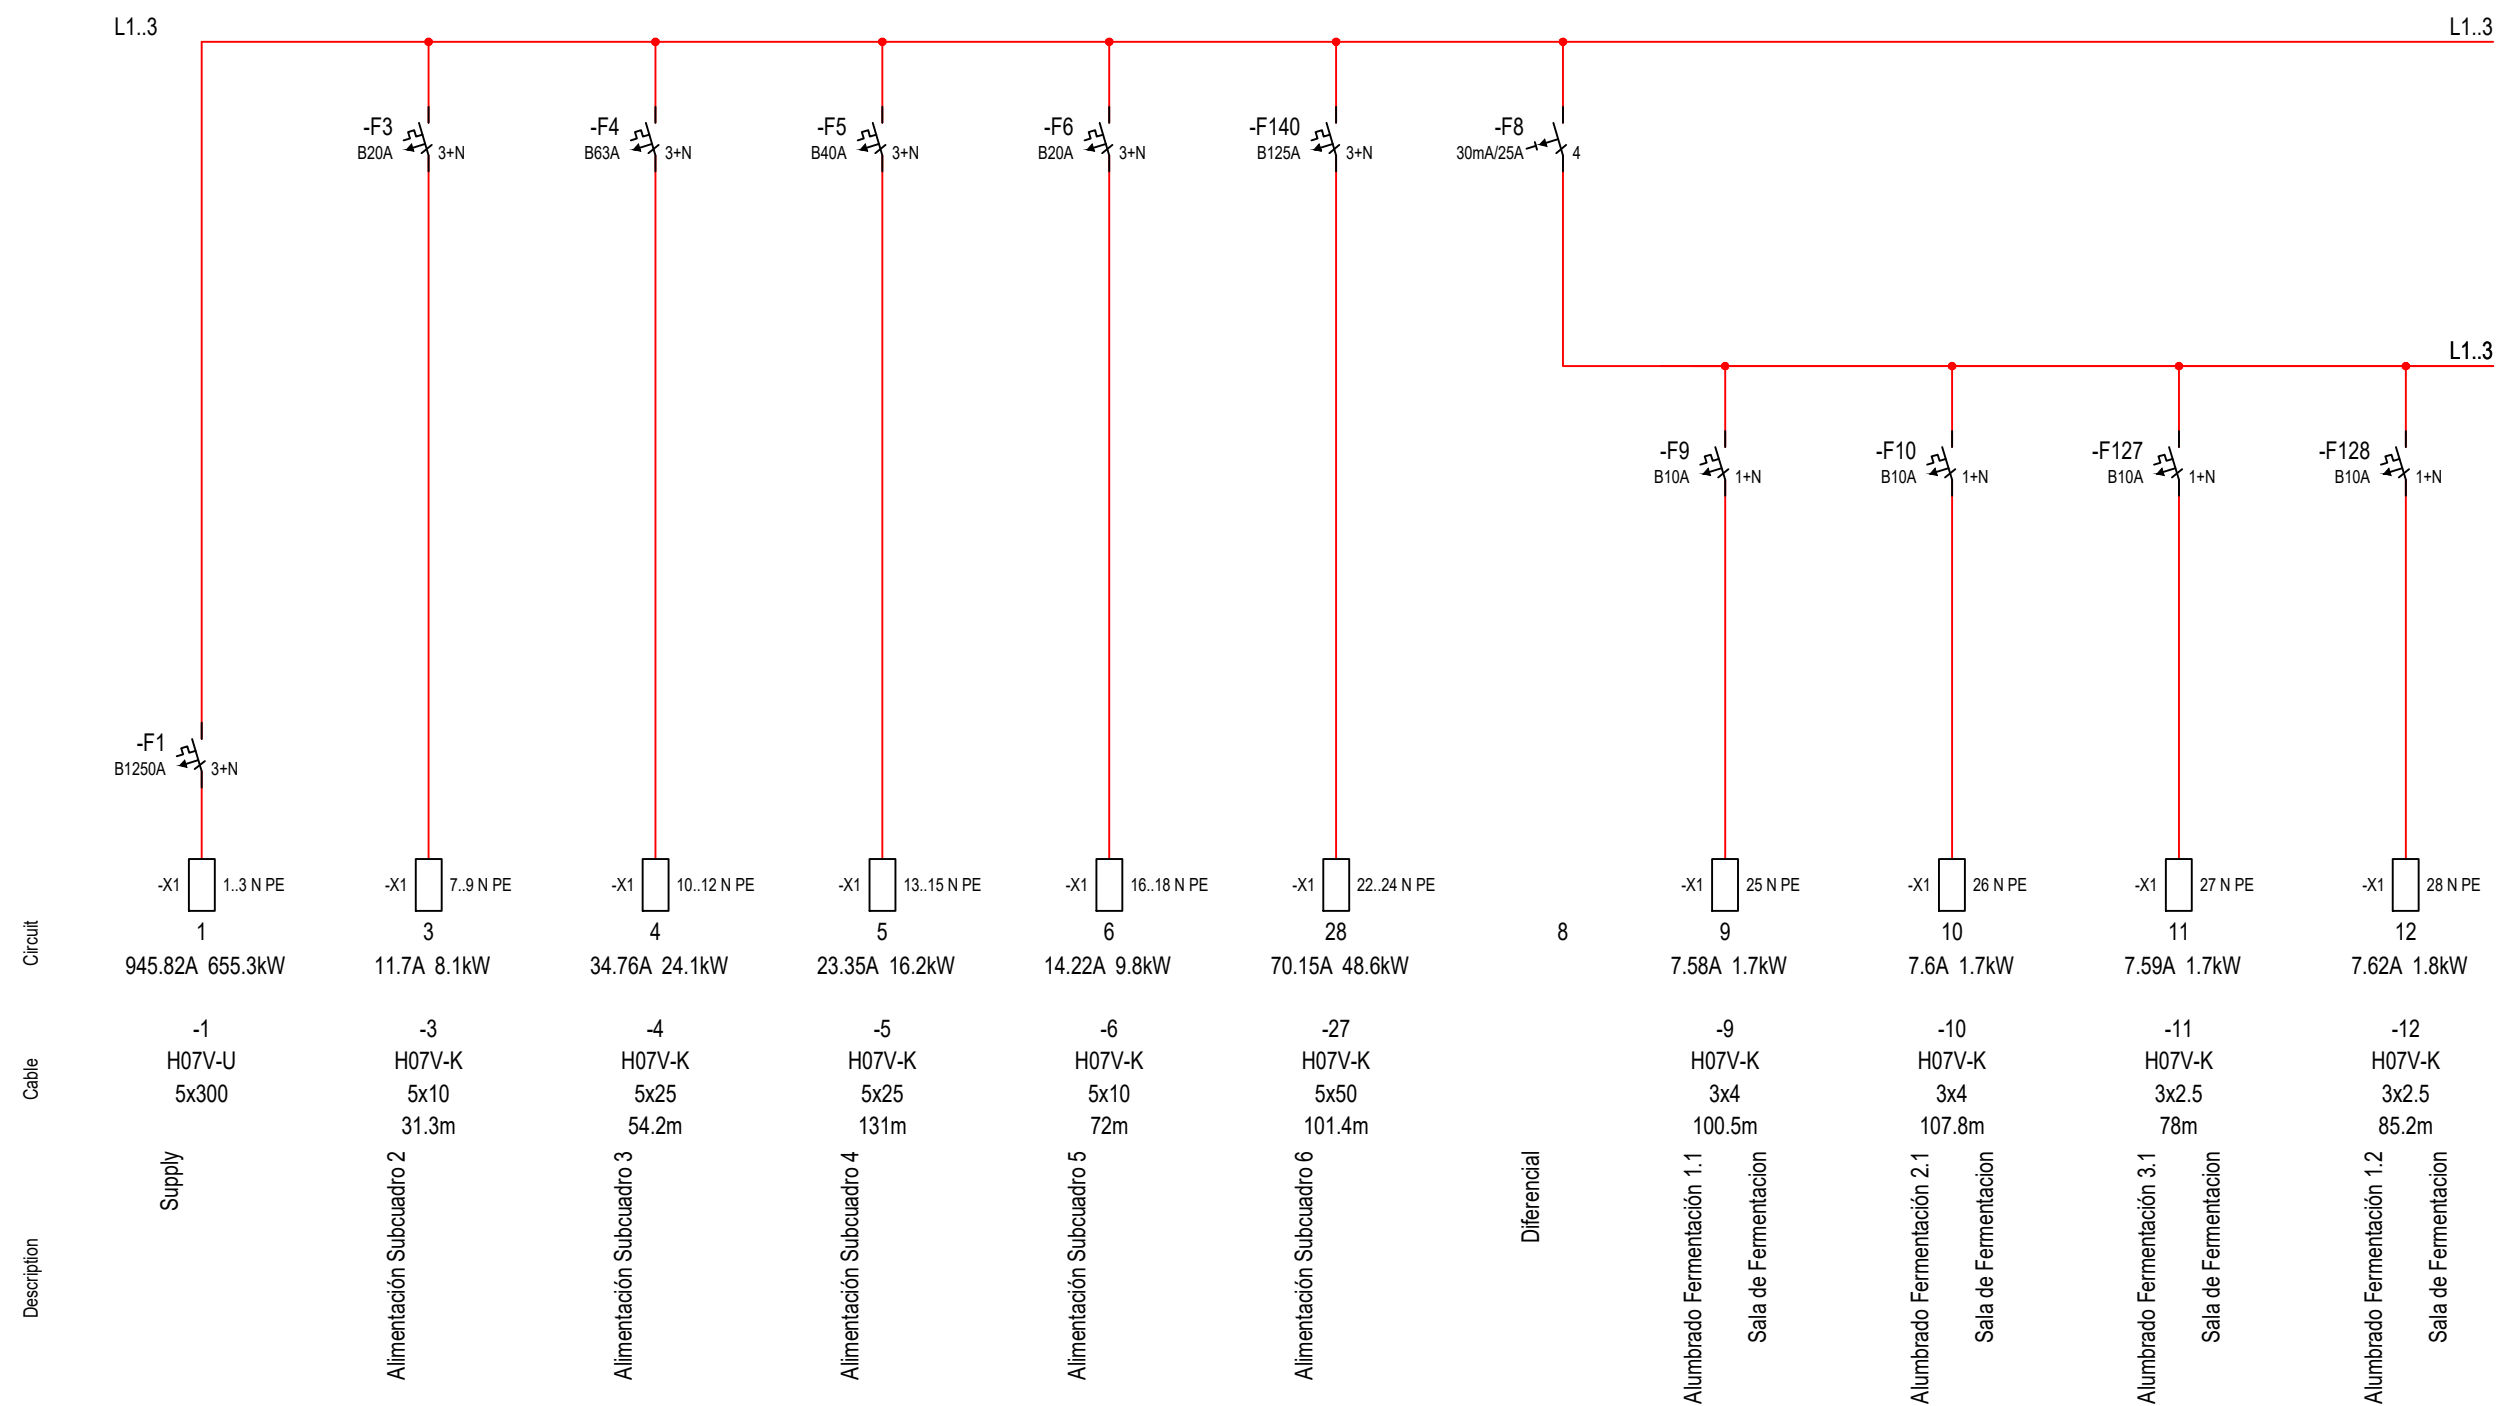 L1..3
L1..3
-F3
B20A
3+N
-F4
B63A
3+N
-F5
B40A
3+N
-F6
B20A
3+N
-F140
B125A
3+N
-F8
30mA/25A
4
L1..3
-F9
B10A
1+N
-F10
B10A
1+N
-F127
B10A
1+N
-F128
B10A
1+N
-F1
B1250A
3+N
-X1 1..3 N PE
-X1 7..9 N PE
-X1 10..12 N PE
-X1 13..15 N PE
-X1 16..18 N PE
-X1 22..24 N PE
-X1 25 N PE
-X1 26 N PE
-X1 27 N PE
-X1 28 N PE
Circuit
1 3 4 5 6 28 8 9 10 11 12
945.82A 655.3kW 11.7A 8.1kW 34.76A 24.1kW 23.35A 16.2kW 14.22A 9.8kW 70.15A 48.6kW 7.58A 1.7kW 7.6A 1.7kW 7.59A 1.7kW 7.62A 1.8kW
Cable
-1 -3 -4 -5 -6 -27 -9 -10 -11 -12
H07V-U H07V-K H07V-K H07V-K H07V-K H07V-K H07V-K H07V-K H07V-K H07V-K
5x300 5x10 5x25 5x25 5x10 5x50 3x4 3x4 3x2.5 3x2.5
31.3m 54.2m 131m 72m 101.4m 100.5m 107.8m 78m 85.2m
Description
Supply
Alimentación Subcuadro 2
Alimentación Subcuadro 3
Alimentación Subcuadro 4
Alimentación Subcuadro 5
Alimentación Subcuadro 6
Diferencial
Alumbrado Fermentación 1.1
Sala de Fermentacion
Alumbrado Fermentación 2.1
Sala de Fermentacion
Alumbrado Fermentación 3.1
Sala de Fermentacion
Alumbrado Fermentación 1.2
Sala de Fermentacion